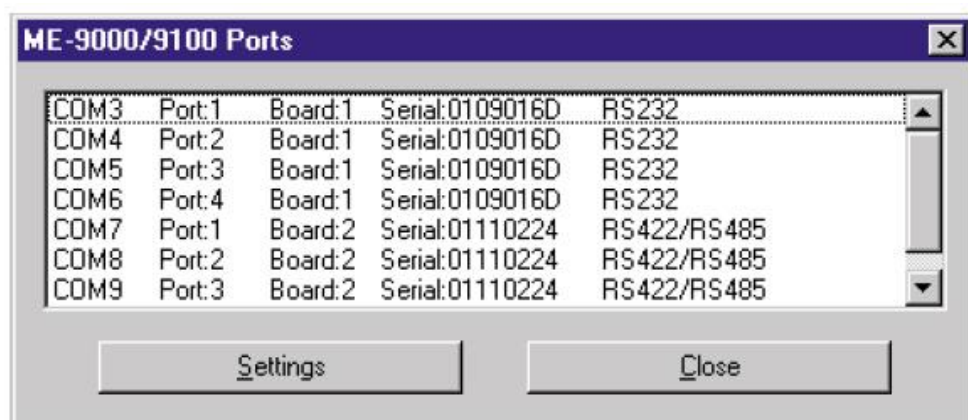 ME-9000/9100 Ports
COM3 Port:1 Board:1 Serial:0109016D RS232
COM4 Port:2 Board:1 Serial:0109016D RS232
COM5 Port:3 Board:1 Serial:0109016D RS232
COM6 Port:4 Board:1 Serial:0109016D RS232
COM7 Port:1 Board:2 Serial:01110224 RS422/RS485
COM8 Port:2 Board:2 Serial:01110224 RS422/RS485
COM9 Port:3 Board:2 Serial:01110224 RS422/RS485
Settings Close